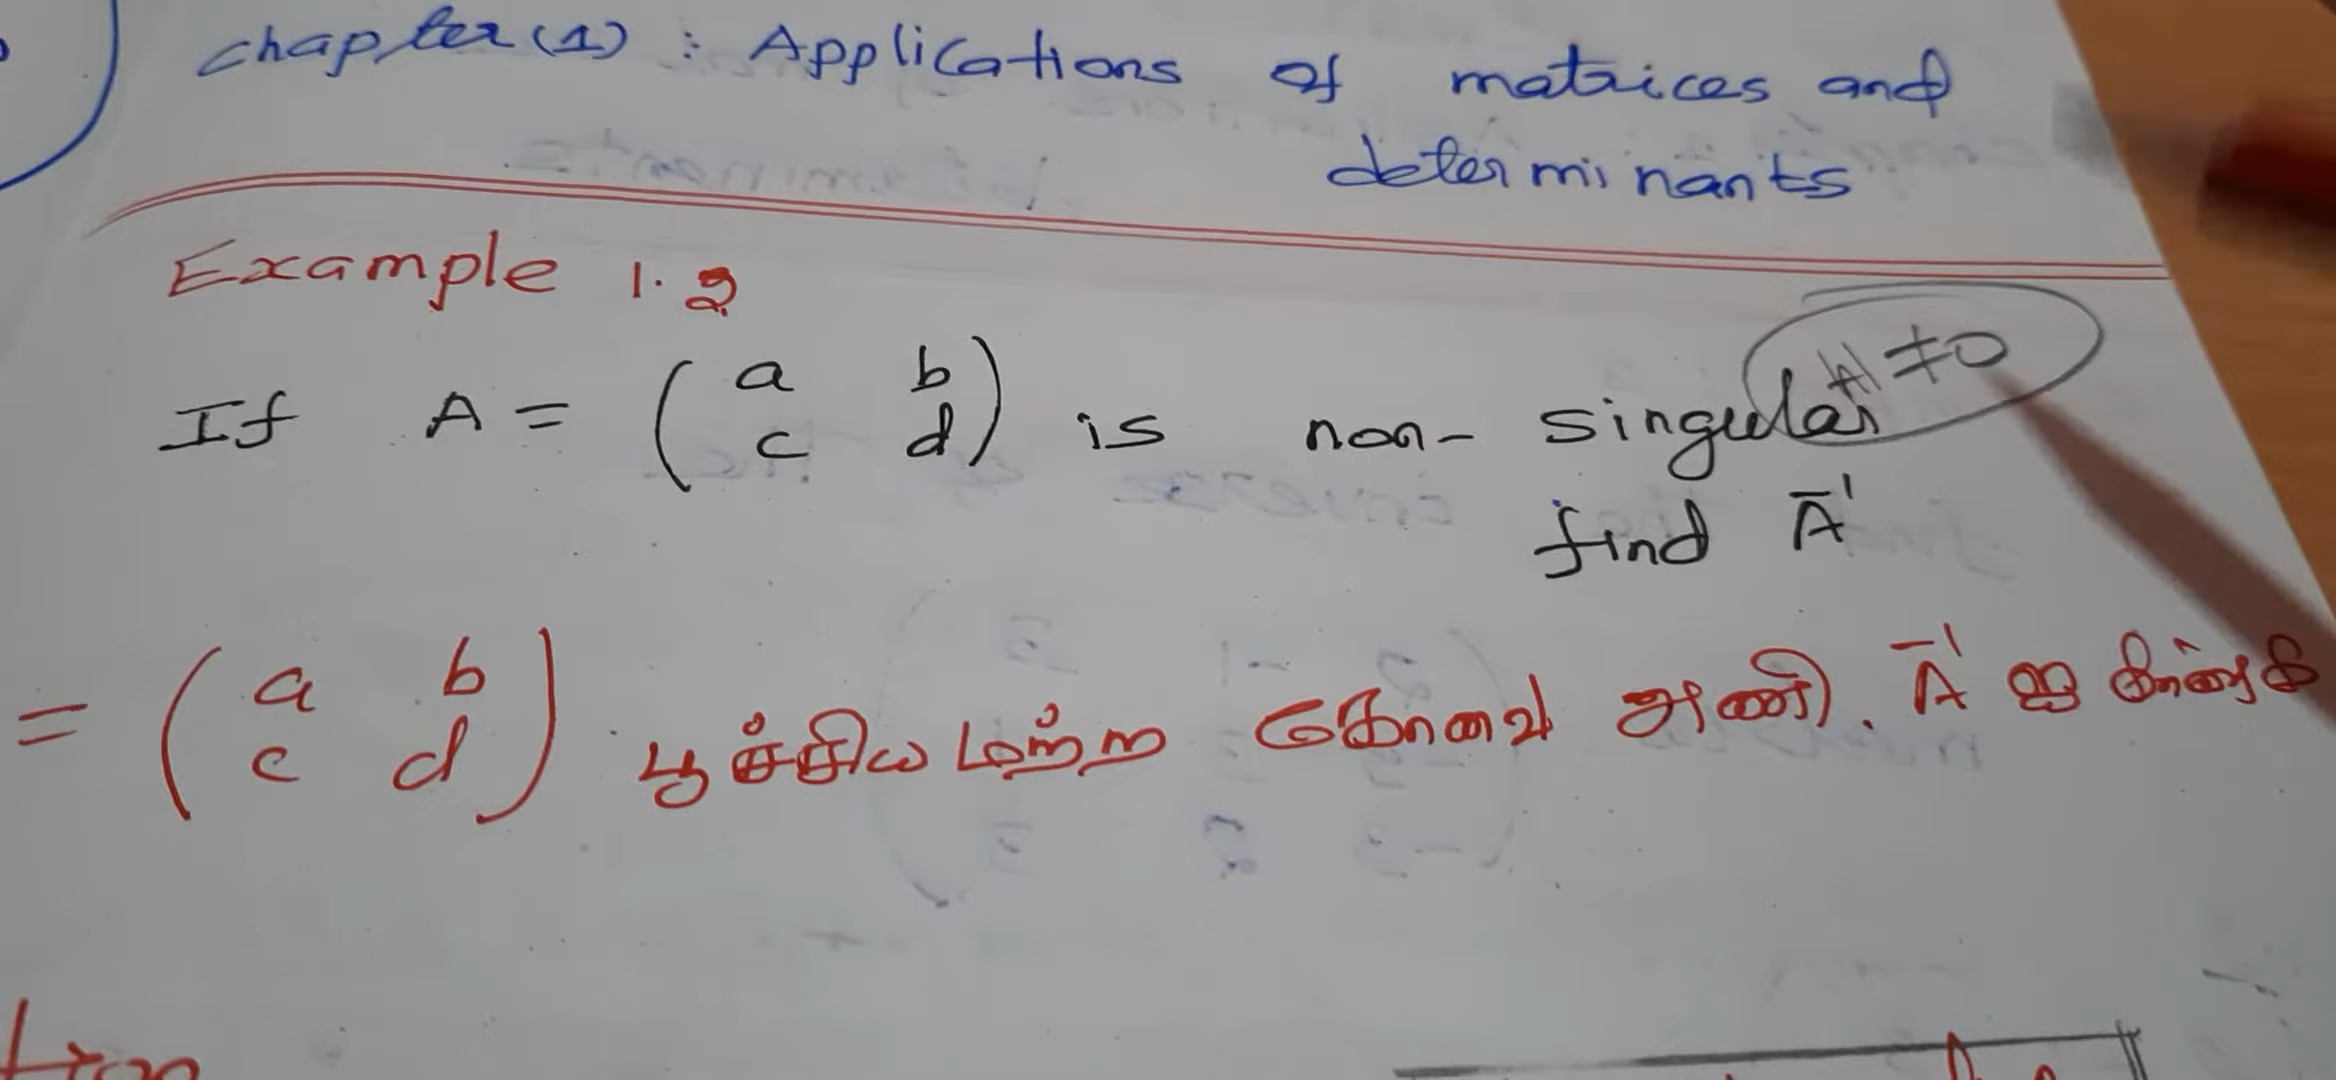 chapter (1) : Applications of matrices and
determinants
Example 1.2
If A = (a b
c d) is non-singular |A| ≠ 0
find A⁻¹
= (a b
c d) பூச்சியமற்ற கோவை அணி. A⁻¹ ஐ காண்க